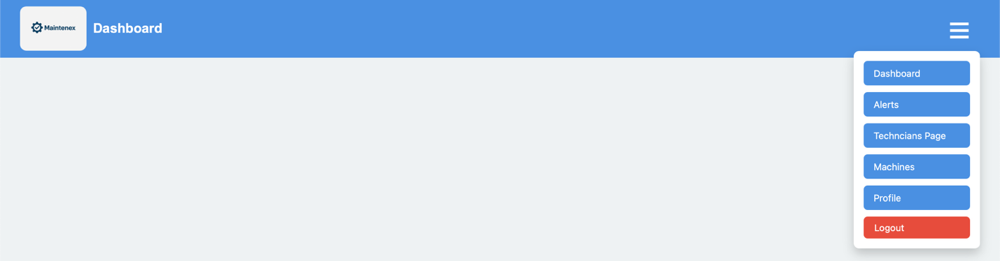 Maintenex
Dashboard
Dashboard
Alerts
Techncians Page
Machines
Profile
Logout